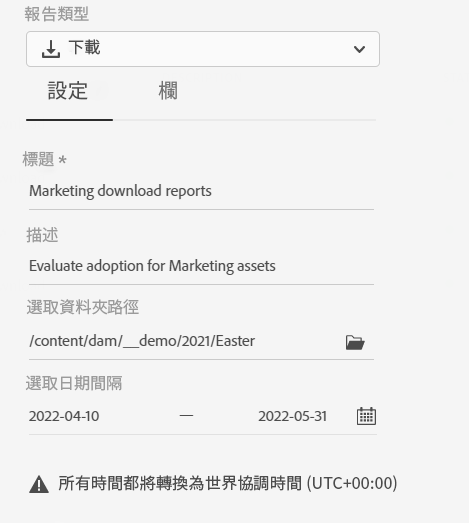 報告類型
下載
設定 欄
標題 *
Marketing download reports
描述
Evaluate adoption for Marketing assets
選取資料夾路徑
/content/dam/__demo/2021/Easter
選取日期間隔
2022-04-10 — 2022-05-31
所有時間都將轉換為世界協調時間 (UTC+00:00)